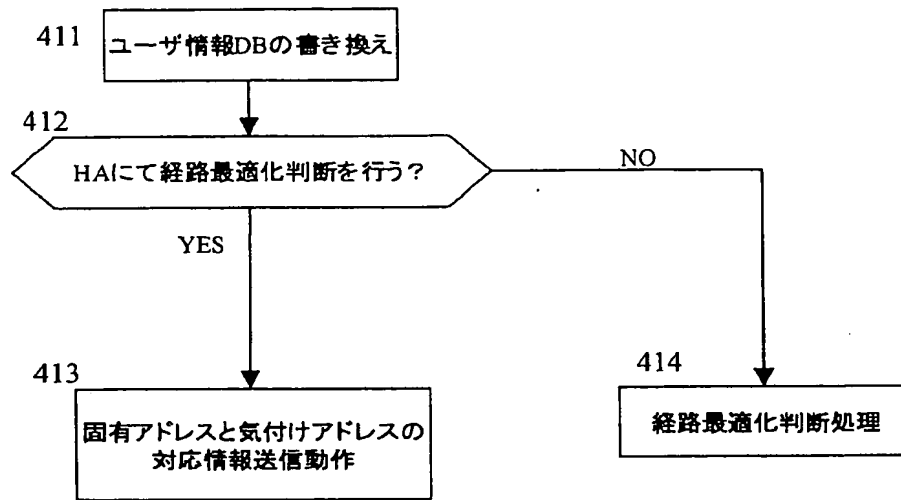 411
ユーザ情報DBの書き換え
412
HAにて経路最適化判断を行う?
NO
YES
413
固有アドレスと気付けアドレスの
対応情報送信動作
414
経路最適化判断処理